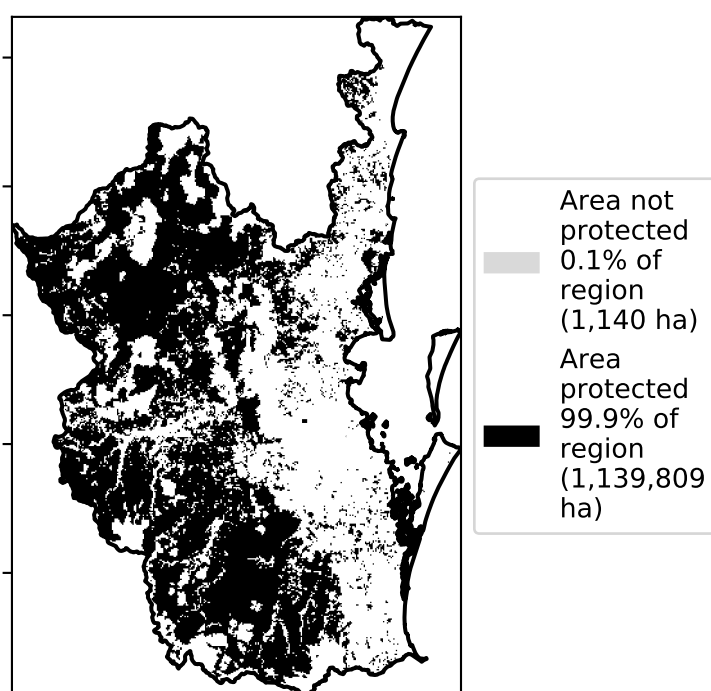 Area not
protected
0.1% of
region
(1,140 ha)
Area
protected
99.9% of
region
(1,139,809
ha)